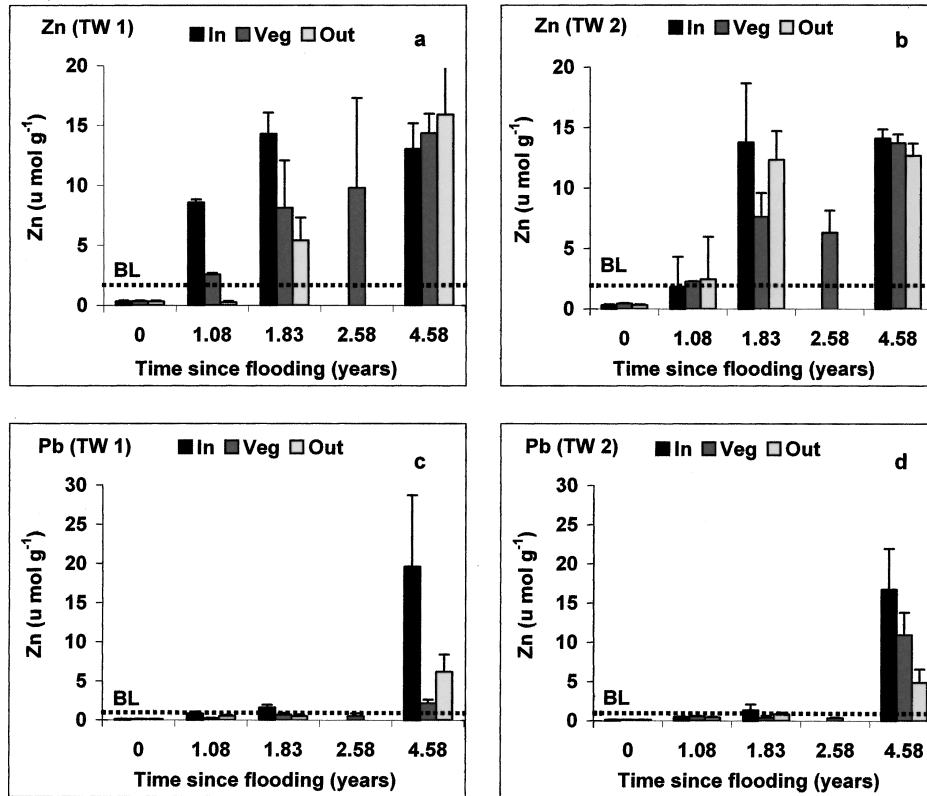 Zn (TW 1) In Veg Out a
20
15
10
5
0
Zn (u mol g-1)
BL
0 1.08 1.83 2.58 4.58
Time since flooding (years)
Zn (TW 2) In Veg Out b
20
15
10
5
0
Zn (u mol g-1)
BL
0 1.08 1.83 2.58 4.58
Time since flooding (years)
Pb (TW 1) In Veg Out c
30
25
20
15
10
5
0
Zn (u mol g-1)
BL
0 1.08 1.83 2.58 4.58
Time since flooding (years)
Pb (TW 2) In Veg Out d
30
25
20
15
10
5
0
Zn (u mol g-1)
BL
0 1.08 1.83 2.58 4.58
Time since flooding (years)